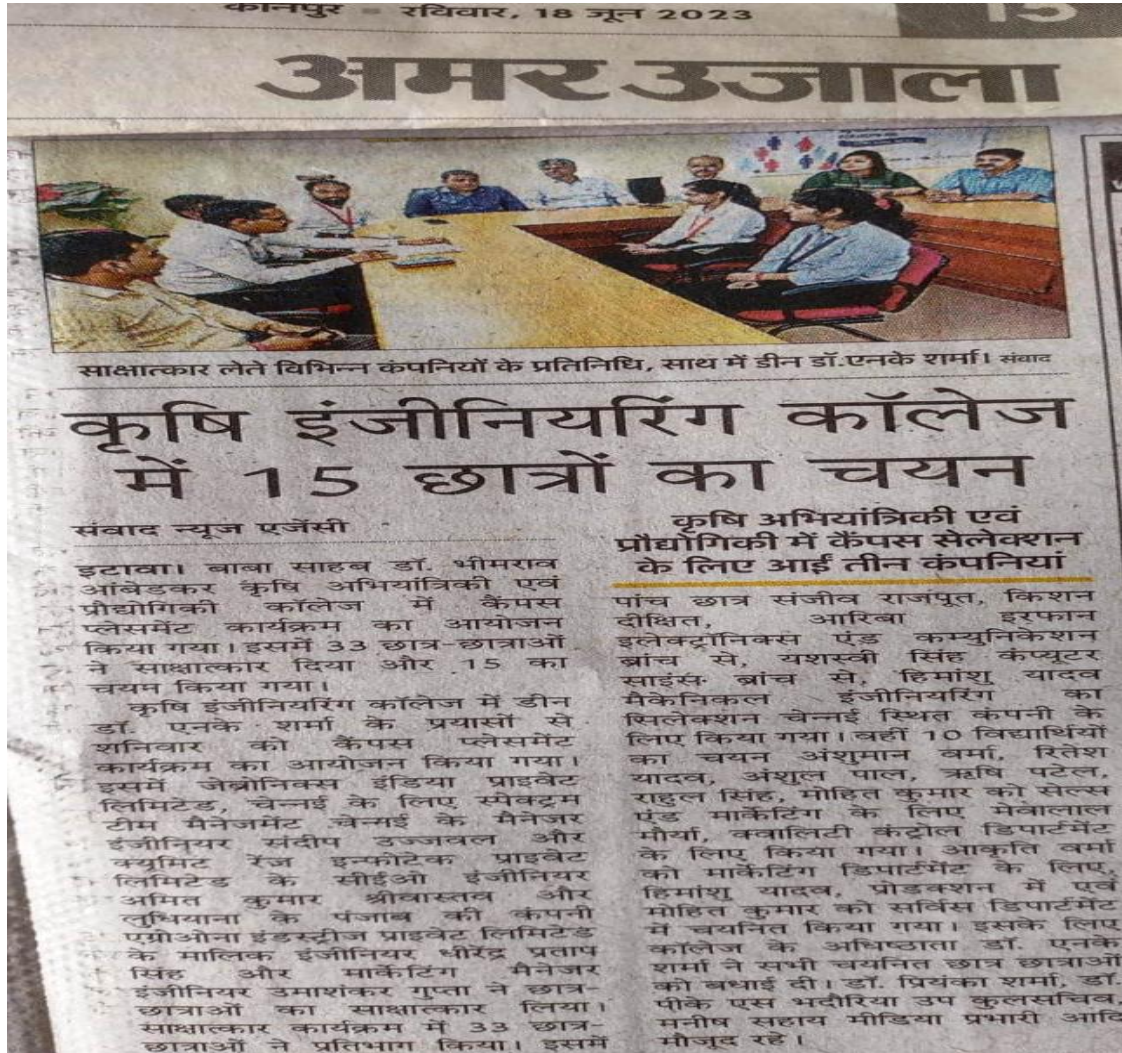 कानपुर रविवार, 18 जून 2023
15
अमर उजाला
साक्षात्कार लेते विभिन्न कंपनियों के प्रतिनिधि, साथ में डीन डॉ.एनके शर्मा। संवाद
कृषि इंजीनियरिंग कॉलेज
में 15 छात्रों का चयन
संवाद न्यूज एजेंसी
इटावा। बाबा साहब डॉ. भीमराव
आंबेडकर कृषि अभियांत्रिकी एवं
प्रौद्योगिकी कॉलेज में कैंपस
प्लेसमेंट कार्यक्रम का आयोजन
किया गया। इसमें 33 छात्र-छात्राओं
ने साक्षात्कार दिया और 15 का
चयम किया गया।
कृषि इंजीनियरिंग कॉलेज में डीन
डॉ. एनके शर्मा के प्रयासों से
शनिवार को कैंपस प्लेसमेंट
कार्यक्रम का आयोजन किया गया।
इसमें जेब्रोनिक्स इंडिया प्राइवेट
लिमिटेड, चेन्नई के लिए स्पेक्ट्रम
टीम मैनेजमेंट चेन्नई के मैनेजर
इंजीनियर संदीप उज्जवल और
क्यूमिट रेंज इन्फोटेक प्राइवेट
लिमिटेड के सीईओ इंजीनियर
अमित कुमार श्रीवास्तव और
लुधियाना के पंजाब की कंपनी
एग्रीओना इंडस्ट्रीज प्राइवेट लिमिटेड
के मालिक इंजीनियर धीरेंद्र प्रताप
सिंह और मार्केटिंग मैनेजर
इंजीनियर उमाशंकर गुप्ता ने छात्र-
छात्राओं का साक्षात्कार लिया।
साक्षात्कार कार्यक्रम में 33 छात्र-
छात्राओं ने प्रतिभाग किया। इसमें
कृषि अभियांत्रिकी एवं
प्रौद्योगिकी में कैंपस सेलेक्शन
के लिए आईं तीन कंपनियां
पांच छात्र संजीव राजपूत, किशन
दीक्षित, आरिबा इरफान
इलेक्ट्रॉनिक्स एंड कम्युनिकेशन
ब्रांच से, यशस्वी सिंह कंप्यूटर
साइंस ब्रांच से, हिमांशु यादव
मैकेनिकल इंजीनियरिंग का
सिलेक्शन चेन्नई स्थित कंपनी के
लिए किया गया। वहीं 10 विद्यार्थियों
का चयन अंशुमान वर्मा, रितेश
यादव, अंशुल पाल, ऋषि पटेल,
राहुल सिंह, मोहित कुमार को सेल्स
एंड मार्केटिंग के लिए मेवालाल
मौर्या, क्वालिटी कंट्रोल डिपार्टमेंट
के लिए किया गया। आकृति वर्मा
को मार्केटिंग डिपार्टमेंट के लिए,
हिमांशु यादव, प्रोडक्शन में एवं
मोहित कुमार को सर्विस डिपार्टमेंट
में चयनित किया गया। इसके लिए
कॉलेज के अधिष्ठाता डॉ. एनके
शर्मा ने सभी चयनित छात्र छात्राओं
को बधाई दी। डॉ. प्रियंका शर्मा, डॉ.
पीके एस भदौरिया उप कुलसचिव,
मनीष सहाय मीडिया प्रभारी आदि
मौजूद रहे।